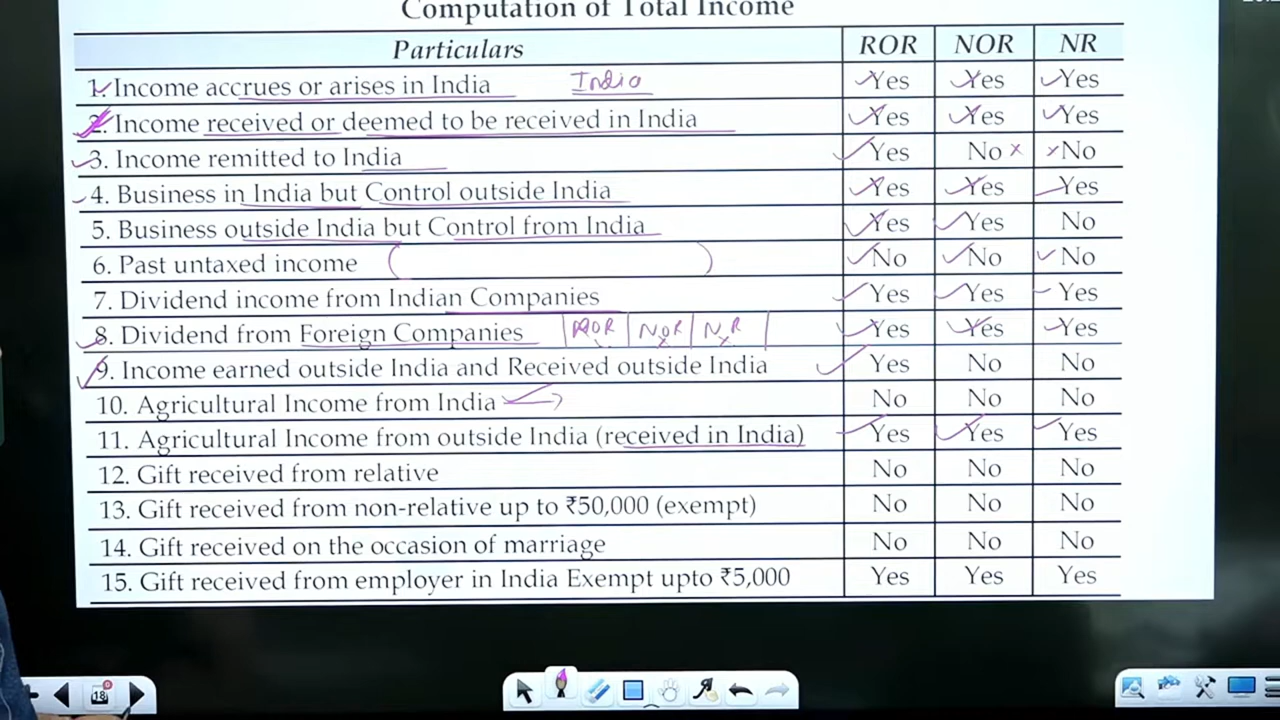 Computation of Total Income
Particulars ROR NOR NR
1. Income accrues or arises in India India Yes Yes Yes
2. Income received or deemed to be received in India Yes Yes Yes
3. Income remitted to India Yes No No
4. Business in India but Control outside India Yes Yes Yes
5. Business outside India but Control from India Yes Yes No
6. Past untaxed income No No No
7. Dividend income from Indian Companies Yes Yes Yes
8. Dividend from Foreign Companies ROR NOR NR Yes Yes Yes
9. Income earned outside India and Received outside India Yes No No
10. Agricultural Income from India No No No
11. Agricultural Income from outside India (received in India) Yes Yes Yes
12. Gift received from relative No No No
13. Gift received from non-relative up to ₹50,000 (exempt) No No No
14. Gift received on the occasion of marriage No No No
15. Gift received from employer in India Exempt upto ₹5,000 Yes Yes Yes
18